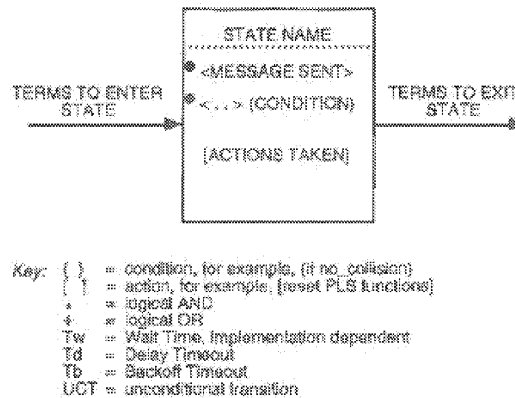 STATE NAME
• <MESSAGE SENT>
• <..> (CONDITION)
[ACTIONS TAKEN]
TERMS TO ENTER
STATE
TERMS TO EXIT
STATE
Key: ( ) = condition, for example, (if no_collision)
[ ] = action, for example, [reset PLS functions]
* = logical AND
+ = logical OR
Tw = Wait Time, implementation dependent
Td = Delay Timeout
Tb = Backoff Timeout
UCT = unconditional transition